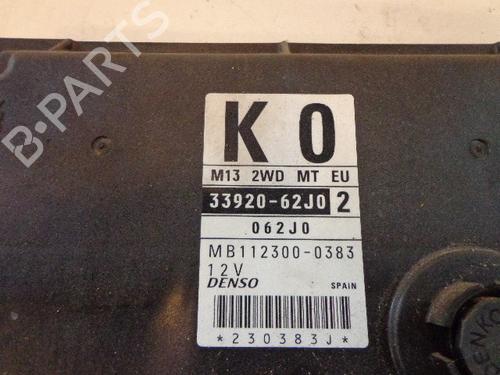 B-PARTS
K 0
M13 2WD MT EU
33920-62J0 2
062J0
MB112300-0383
12V
DENSO SPAIN
*230383J*